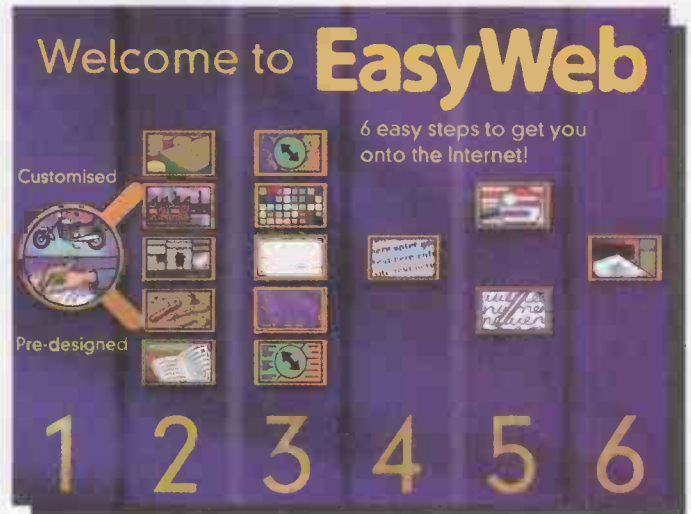 Welcome to EasyWeb
6 easy steps to get you
onto the Internet!
Customised
Pre-designed
1 2 3 4 5 6